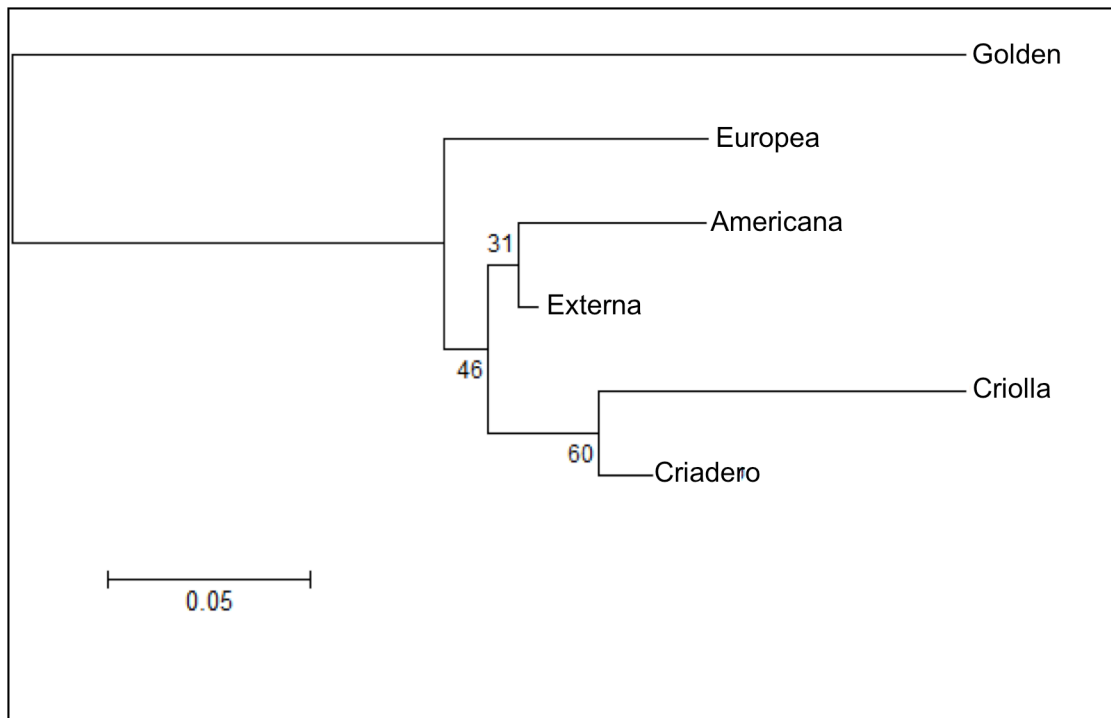 Golden
Europea
Americana
31
Externa
46
Criolla
60
Criadero
0.05